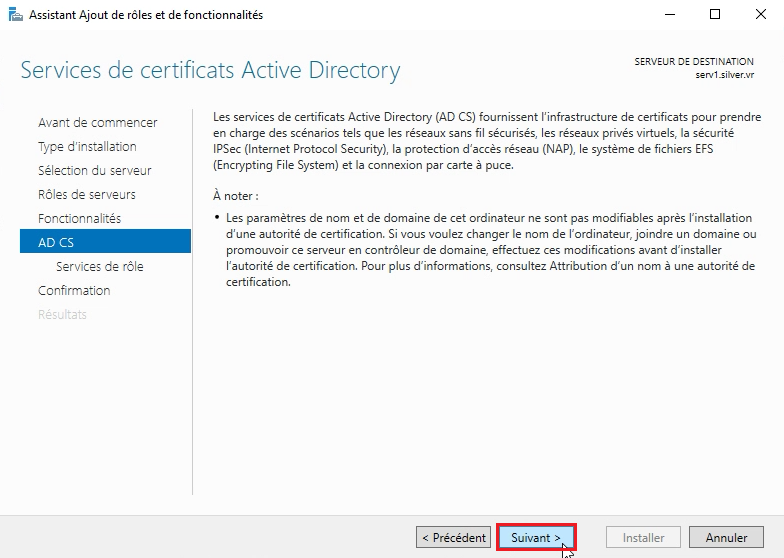 Assistant Ajout de rôles et de fonctionnalités
Services de certificats Active Directory
SERVEUR DE DESTINATION
serv1.silver.vr
Avant de commencer
Type d'installation
Sélection du serveur
Rôles de serveurs
Fonctionnalités
AD CS
Services de rôle
Confirmation
Résultats
Les services de certificats Active Directory (AD CS) fournissent l'infrastructure de certificats pour prendre
en charge des scénarios tels que les réseaux sans fil sécurisés, les réseaux privés virtuels, la sécurité
IPSec (Internet Protocol Security), la protection d'accès réseau (NAP), le système de fichiers EFS
(Encrypting File System) et la connexion par carte à puce.
À noter :
• Les paramètres de nom et de domaine de cet ordinateur ne sont pas modifiables après l'installation
d'une autorité de certification. Si vous voulez changer le nom de l'ordinateur, joindre un domaine ou
promouvoir ce serveur en contrôleur de domaine, effectuez ces modifications avant d'installer
l'autorité de certification. Pour plus d'informations, consultez Attribution d'un nom à une autorité de
certification.
< Précédent
Suivant >
Installer
Annuler